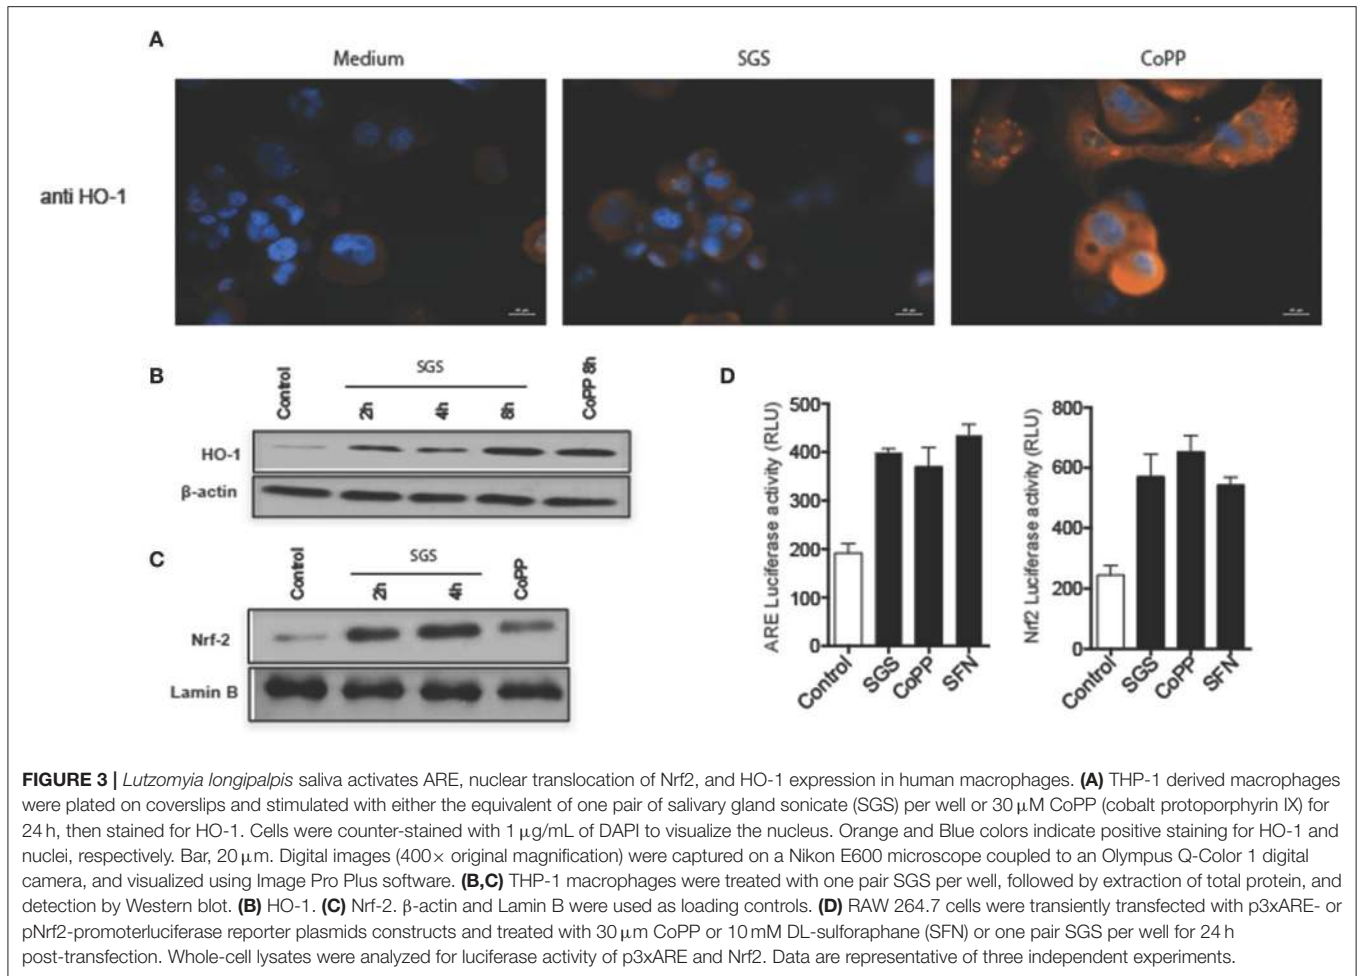 A
Medium
SGS
CoPP
anti HO-1
B
Control
SGS
2h
4h
8h
CoPP 8h
HO-1
β-actin
C
Control
SGS
2h
4h
CoPP
Nrf-2
Lamin B
D
ARE Luciferase activity (RLU)
500
400
300
200
100
0
Control
SGS
CoPP
SFN
Nrf2 Luciferase activity (RLU)
800
600
400
200
0
Control
SGS
CoPP
SFN
FIGURE 3 | Lutzomyia longipalpis saliva activates ARE, nuclear translocation of Nrf2, and HO-1 expression in human macrophages. (A) THP-1 derived macrophages
were plated on coverslips and stimulated with either the equivalent of one pair of salivary gland sonicate (SGS) per well or 30 μM CoPP (cobalt protoporphyrin IX) for
24 h, then stained for HO-1. Cells were counter-stained with 1 μg/mL of DAPI to visualize the nucleus. Orange and Blue colors indicate positive staining for HO-1 and
nuclei, respectively. Bar, 20 μm. Digital images (400× original magnification) were captured on a Nikon E600 microscope coupled to an Olympus Q-Color 1 digital
camera, and visualized using Image Pro Plus software. (B,C) THP-1 macrophages were treated with one pair SGS per well, followed by extraction of total protein, and
detection by Western blot. (B) HO-1. (C) Nrf-2. β-actin and Lamin B were used as loading controls. (D) RAW 264.7 cells were transiently transfected with p3xARE- or
pNrf2-promoterluciferase reporter plasmids constructs and treated with 30 μm CoPP or 10 mM DL-sulforaphane (SFN) or one pair SGS per well for 24 h
post-transfection. Whole-cell lysates were analyzed for luciferase activity of p3xARE and Nrf2. Data are representative of three independent experiments.